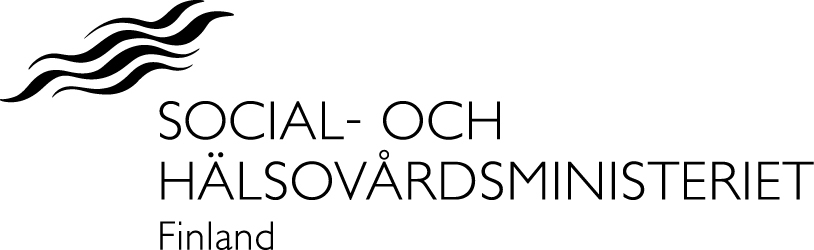 SOCIAL- OCH
HÄLSOVÅRDSMINISTERIET
Finland